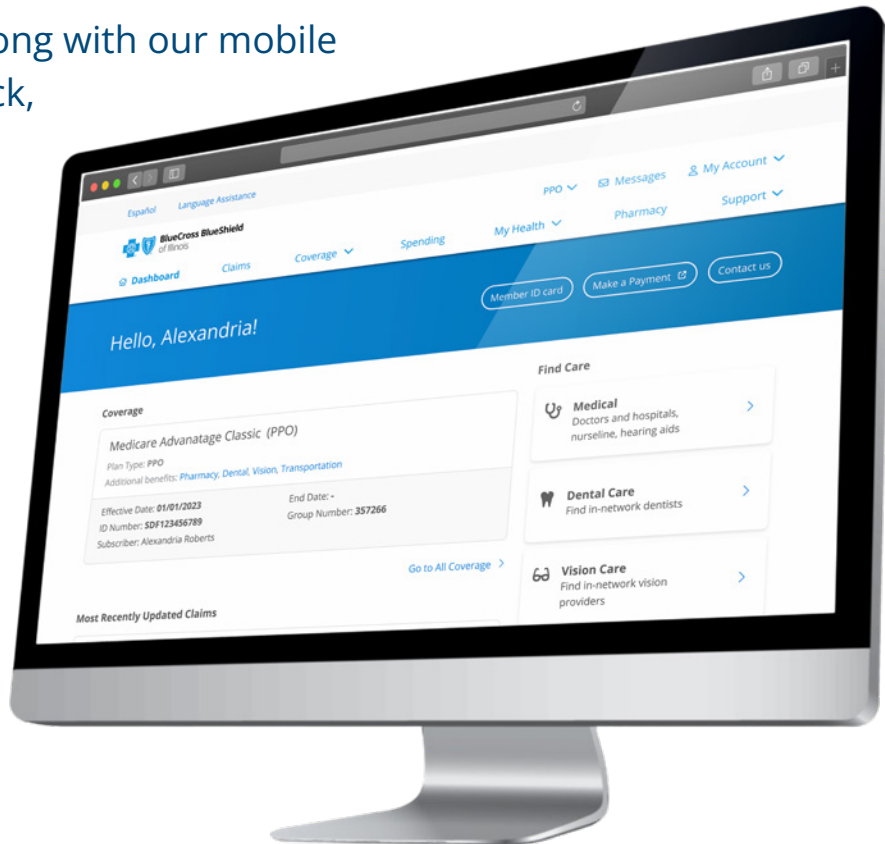 ong with our mobile
ck,
Español Language Assistance
PPO Messages My Account
BlueCross BlueShield
of Illinois
Dashboard Claims Coverage Spending My Health Pharmacy Support
Hello, Alexandria!
Member ID card Make a Payment Contact us
Coverage
Medicare Advanatage Classic (PPO)
Plan Type: PPO
Additional benefits: Pharmacy, Dental, Vision, Transportation
Effective Date: 01/01/2023 End Date: -
ID Number: SDF123456789 Group Number: 357266
Subscriber: Alexandria Roberts
Go to All Coverage >
Most Recently Updated Claims
Find Care
Medical
Doctors and hospitals,
nurseline, hearing aids
Dental Care
Find in-network dentists
Vision Care
Find in-network vision
providers